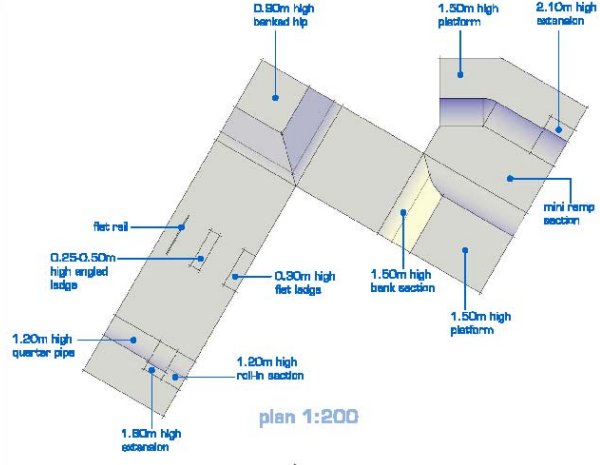 0.90m high
banked hip
1.50m high
platform
2.10m high
extension
flat rail
0.25-0.50m
high angled
ledge
0.30m high
flat ledge
1.50m high
bank section
mini ramp
section
1.50m high
platform
1.20m high
quarter pipe
1.20m high
roll-in section
1.80m high
extension
plan 1:200